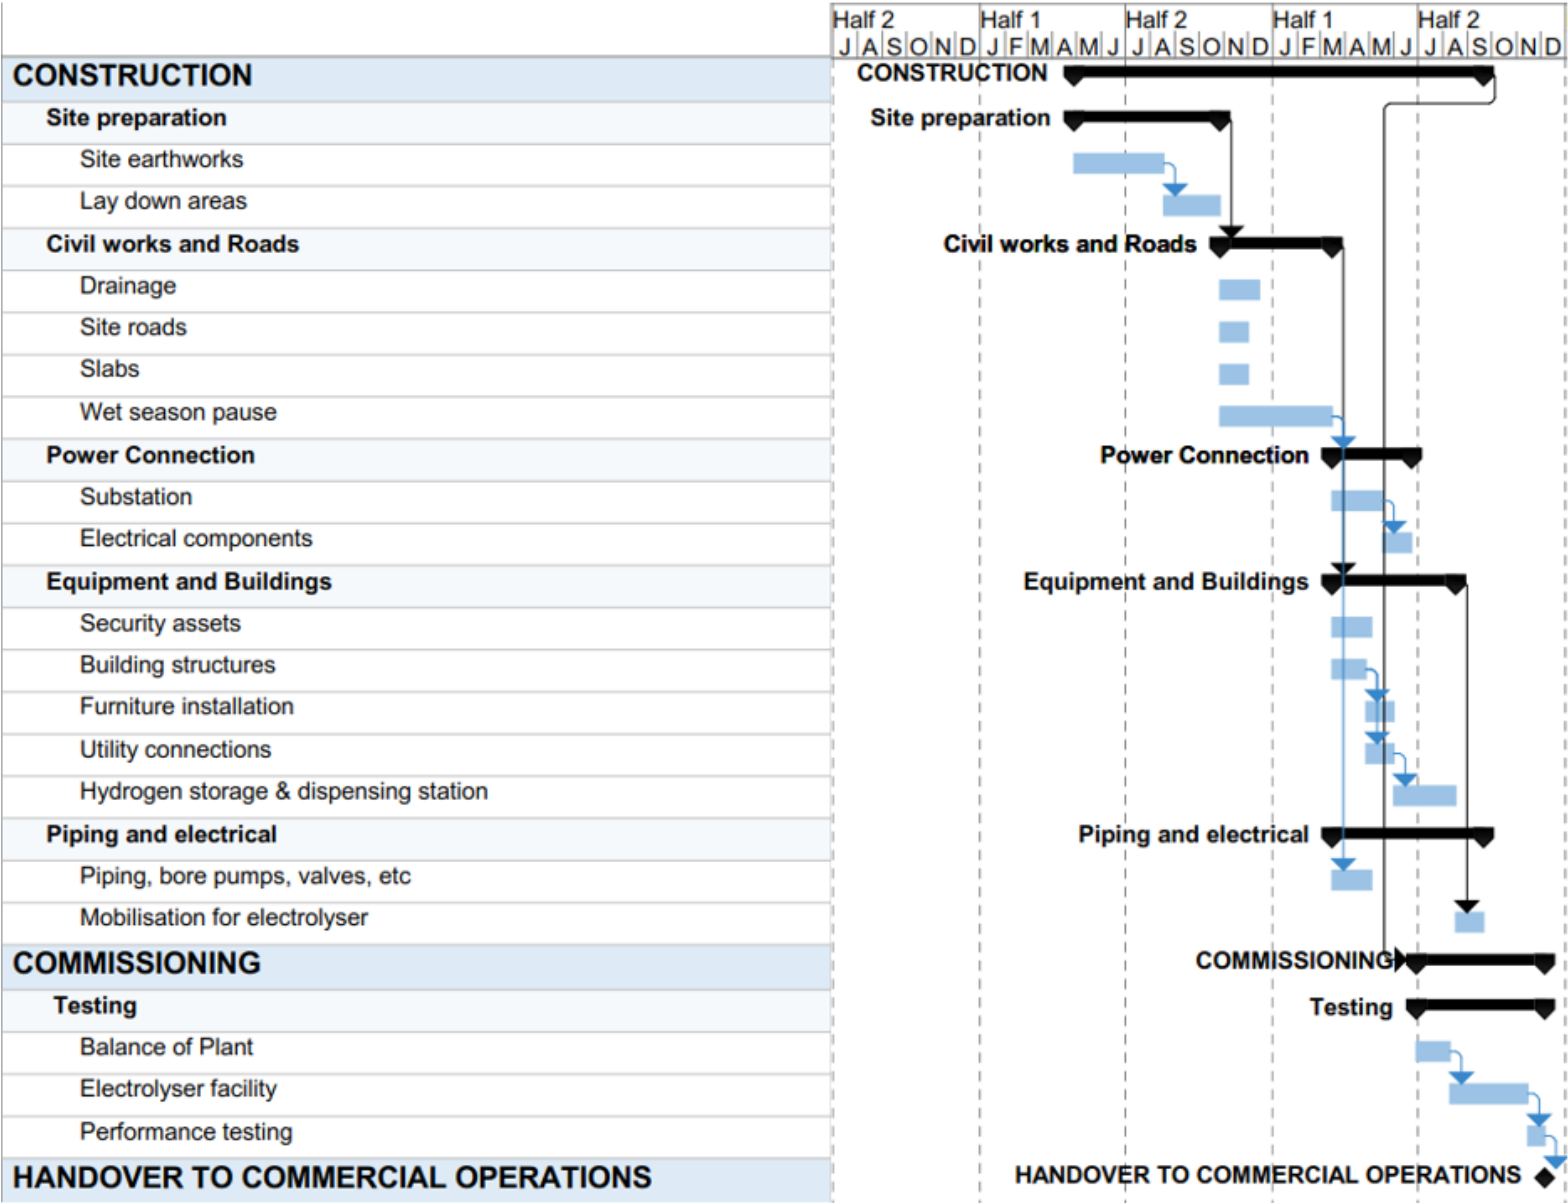 Half 2 Half 1 Half 2 Half 1 Half 2
J A S O N D J F M A M J J A S O N D J F M A M J J A S O N D
CONSTRUCTION CONSTRUCTION
Site preparation Site preparation
Site earthworks
Lay down areas
Civil works and Roads Civil works and Roads
Drainage
Site roads
Slabs
Wet season pause
Power Connection Power Connection
Substation
Electrical components
Equipment and Buildings Equipment and Buildings
Security assets
Building structures
Furniture installation
Utility connections
Hydrogen storage & dispensing station
Piping and electrical Piping and electrical
Piping, bore pumps, valves, etc
Mobilisation for electrolyser
COMMISSIONING COMMISSIONING
Testing Testing
Balance of Plant
Electrolyser facility
Performance testing
HANDOVER TO COMMERCIAL OPERATIONS HANDOVER TO COMMERCIAL OPERATIONS